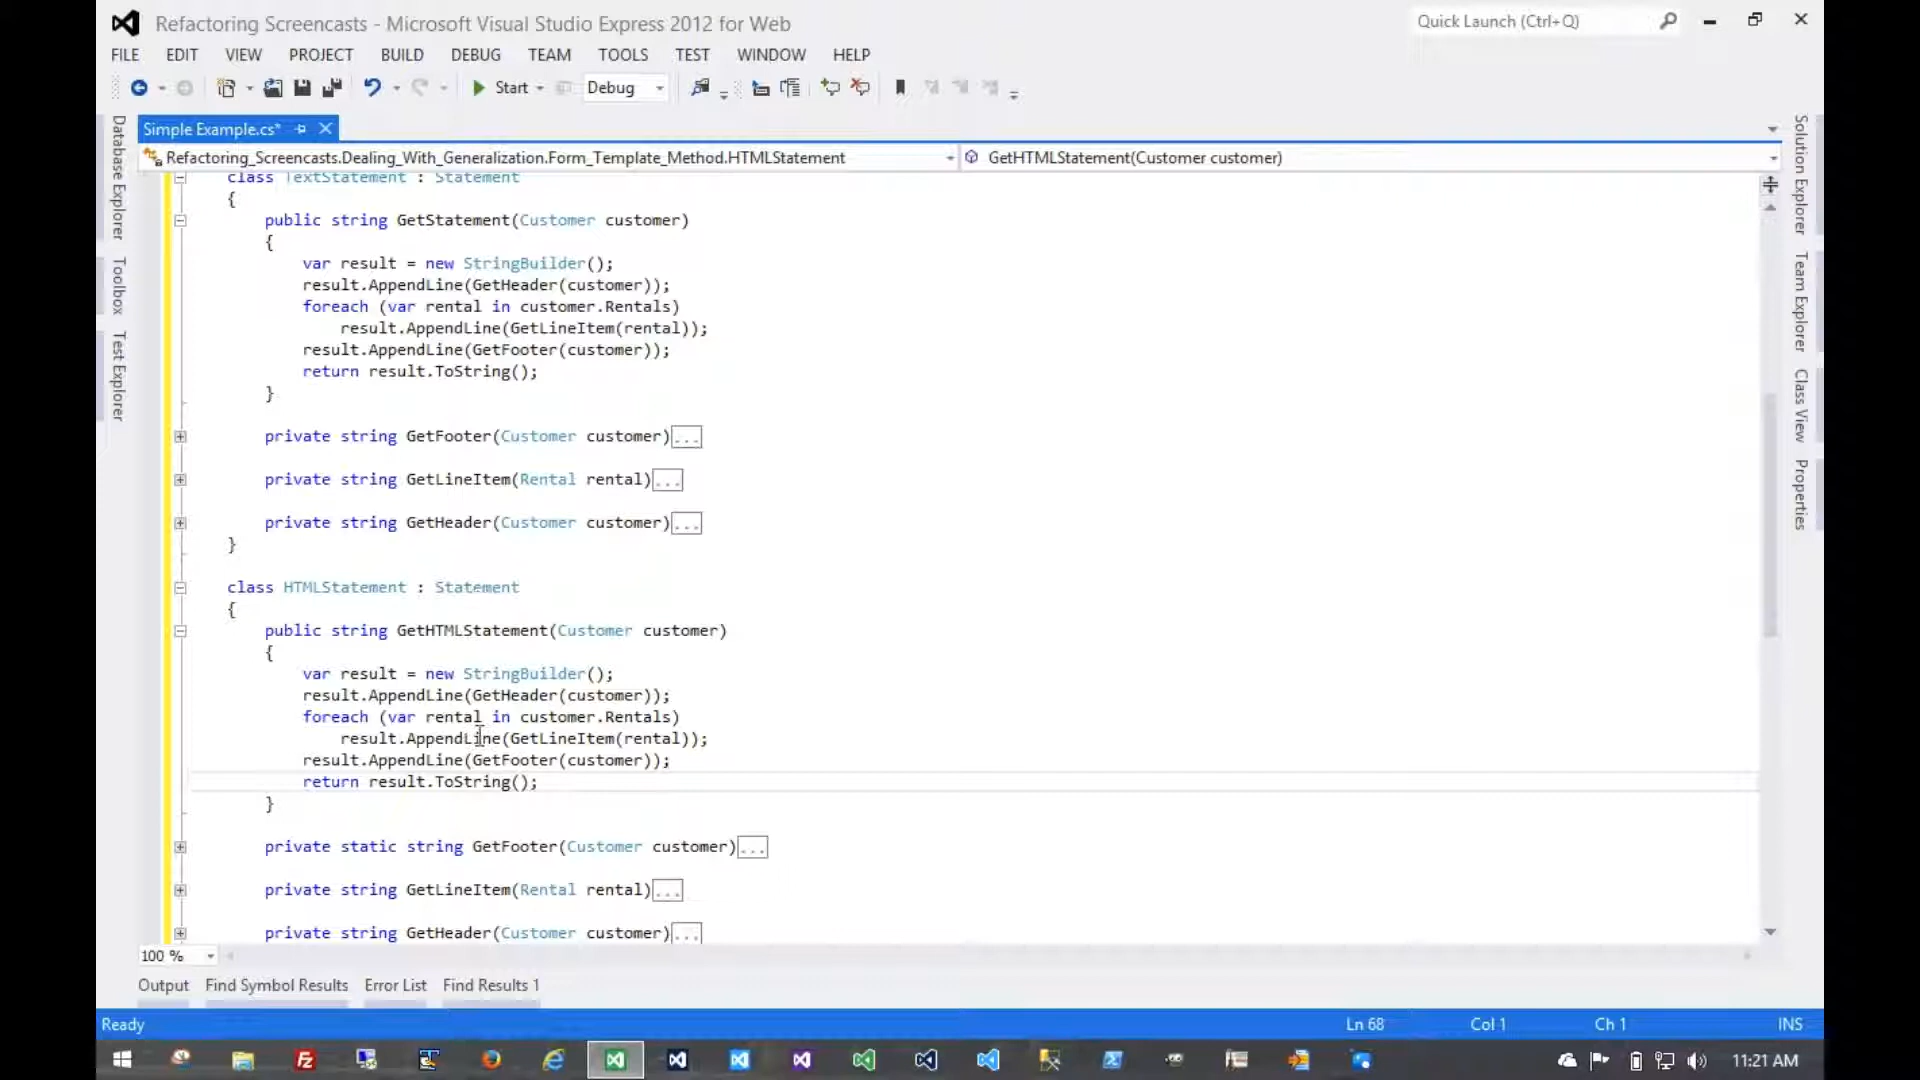 Refactoring Screencasts - Microsoft Visual Studio Express 2012 for Web
Quick Launch (Ctrl+Q)
FILE EDIT VIEW PROJECT BUILD DEBUG TEAM TOOLS TEST WINDOW HELP
Start Debug
Simple Example.cs*
Refactoring_Screencasts.Dealing_With_Generalization.Form_Template_Method.HTMLStatement
GetHTMLStatement(Customer customer)
Database Explorer
Toolbox
Test Explorer
class TextStatement : Statement
{
public string GetStatement(Customer customer)
{
var result = new StringBuilder();
result.AppendLine(GetHeader(customer));
foreach (var rental in customer.Rentals)
result.AppendLine(GetLineItem(rental));
result.AppendLine(GetFooter(customer));
return result.ToString();
}
private string GetFooter(Customer customer)...
private string GetLineItem(Rental rental)...
private string GetHeader(Customer customer)...
}
class HTMLStatement : Statement
{
public string GetHTMLStatement(Customer customer)
{
var result = new StringBuilder();
result.AppendLine(GetHeader(customer));
foreach (var rental in customer.Rentals)
result.AppendLine(GetLineItem(rental));
result.AppendLine(GetFooter(customer));
return result.ToString();
}
private static string GetFooter(Customer customer)...
private string GetLineItem(Rental rental)...
private string GetHeader(Customer customer)...
Solution Explorer
Team Explorer
Class View
Properties
100 %
Output Find Symbol Results Error List Find Results 1
Ready Ln 68 Col 1 Ch 1 INS
11:21 AM